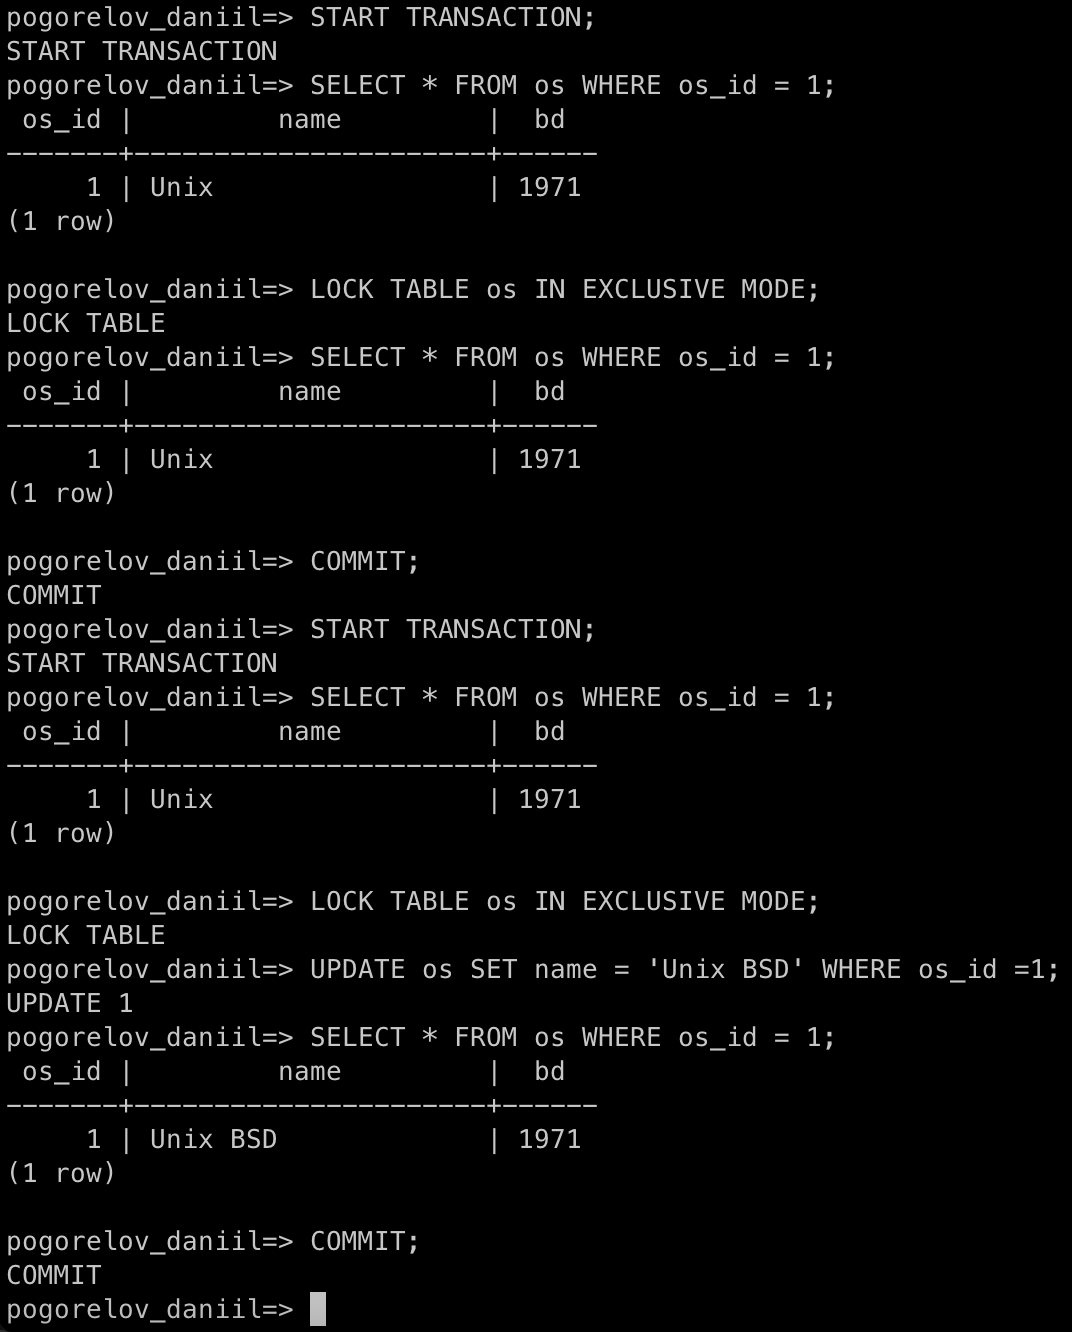 pogorelov_daniil=> START TRANSACTION;
START TRANSACTION
pogorelov_daniil=> SELECT * FROM os WHERE os_id = 1;
 os_id |         name         |  bd
-------+----------------------+------
     1 | Unix                 | 1971
(1 row)

pogorelov_daniil=> LOCK TABLE os IN EXCLUSIVE MODE;
LOCK TABLE
pogorelov_daniil=> SELECT * FROM os WHERE os_id = 1;
 os_id |         name         |  bd
-------+----------------------+------
     1 | Unix                 | 1971
(1 row)

pogorelov_daniil=> COMMIT;
COMMIT
pogorelov_daniil=> START TRANSACTION;
START TRANSACTION
pogorelov_daniil=> SELECT * FROM os WHERE os_id = 1;
 os_id |         name         |  bd
-------+----------------------+------
     1 | Unix                 | 1971
(1 row)

pogorelov_daniil=> LOCK TABLE os IN EXCLUSIVE MODE;
LOCK TABLE
pogorelov_daniil=> UPDATE os SET name = 'Unix BSD' WHERE os_id =1;
UPDATE 1
pogorelov_daniil=> SELECT * FROM os WHERE os_id = 1;
 os_id |         name         |  bd
-------+----------------------+------
     1 | Unix BSD             | 1971
(1 row)

pogorelov_daniil=> COMMIT;
COMMIT
pogorelov_daniil=>